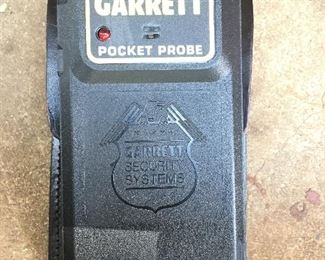 GARRETT
POCKET PROBE
GARRETT
SECURITY
SYSTEMS